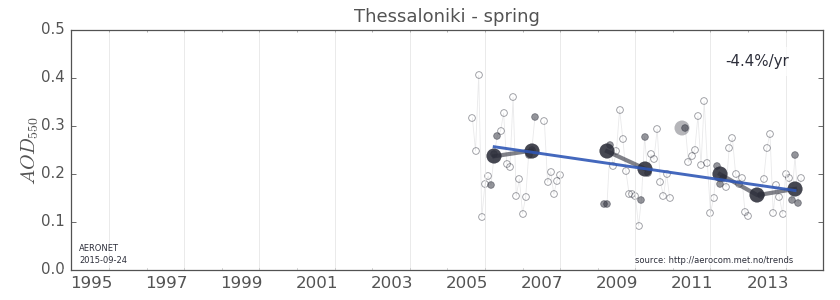 Thessaloniki - spring
0.5
-4.4%/yr
0.4
0.3
AOD550
0.2
0.1
AERONET
2015-09-24
source: http://aerocom.met.no/trends
0.0
1995 1997 1999 2001 2003 2005 2007 2009 2011 2013